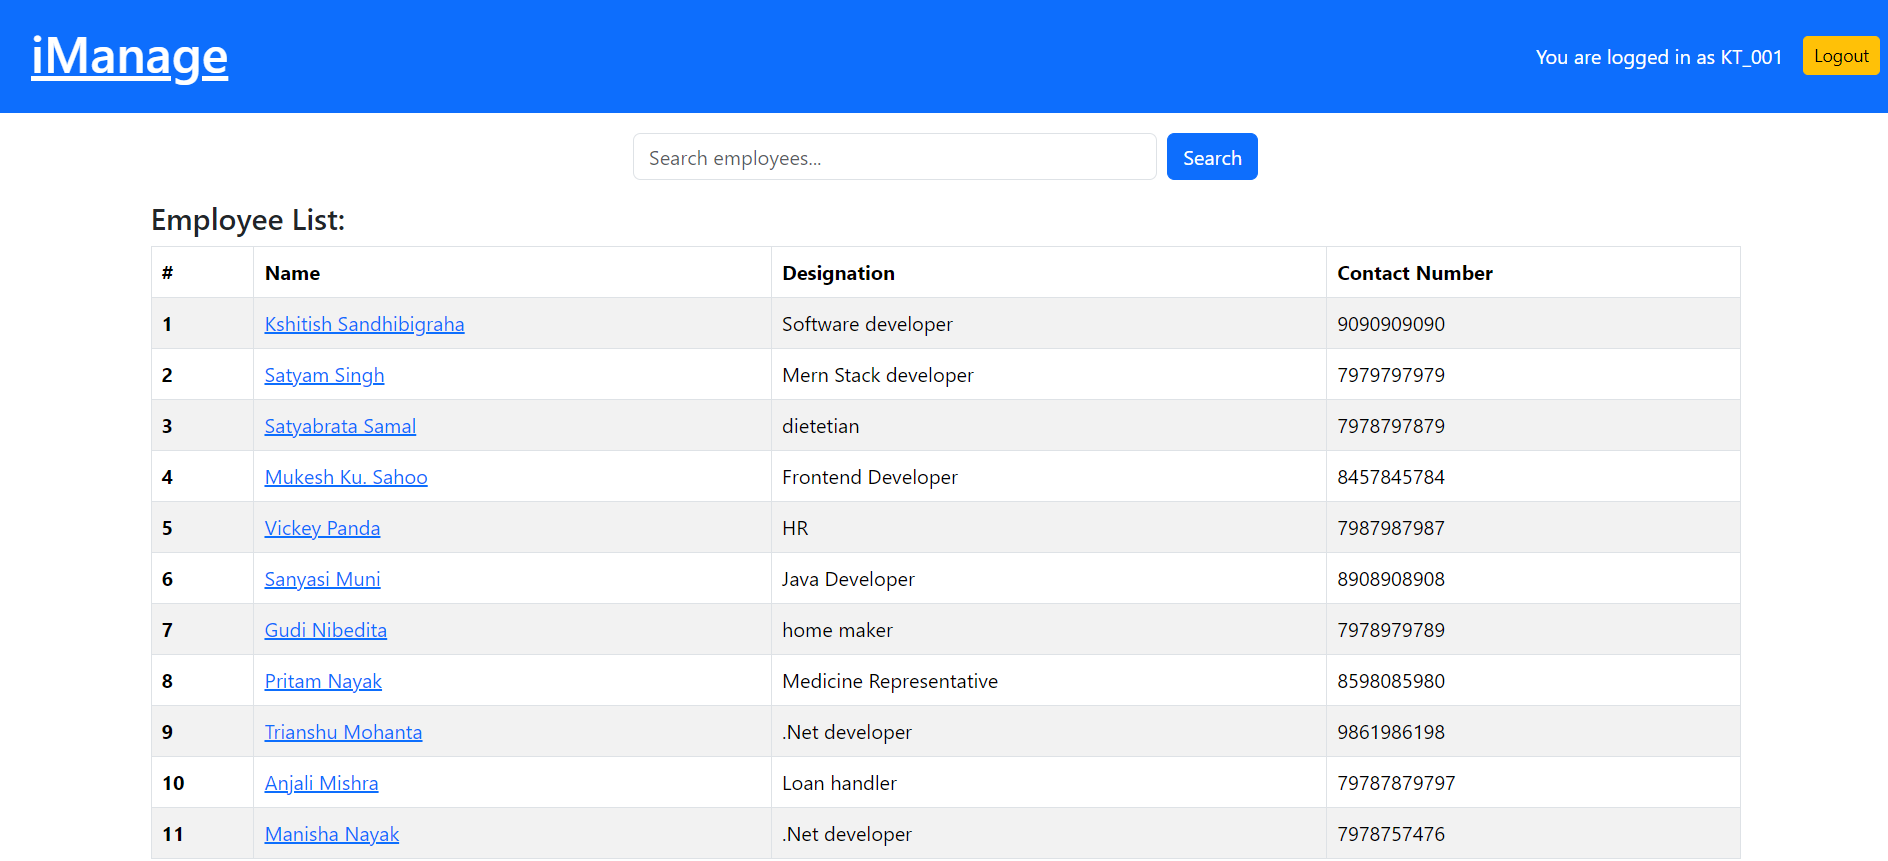 iManage
You are logged in as KT_001 Logout
Search employees... Search
Employee List:
# Name Designation Contact Number
1 Kshitish Sandhibigraha Software developer 9090909090
2 Satyam Singh Mern Stack developer 7979797979
3 Satyabrata Samal dietetian 7978797879
4 Mukesh Ku. Sahoo Frontend Developer 8457845784
5 Vickey Panda HR 7987987987
6 Sanyasi Muni Java Developer 8908908908
7 Gudi Nibedita home maker 7978979789
8 Pritam Nayak Medicine Representative 8598085980
9 Trianshu Mohanta .Net developer 9861986198
10 Anjali Mishra Loan handler 79787879797
11 Manisha Nayak .Net developer 7978757476